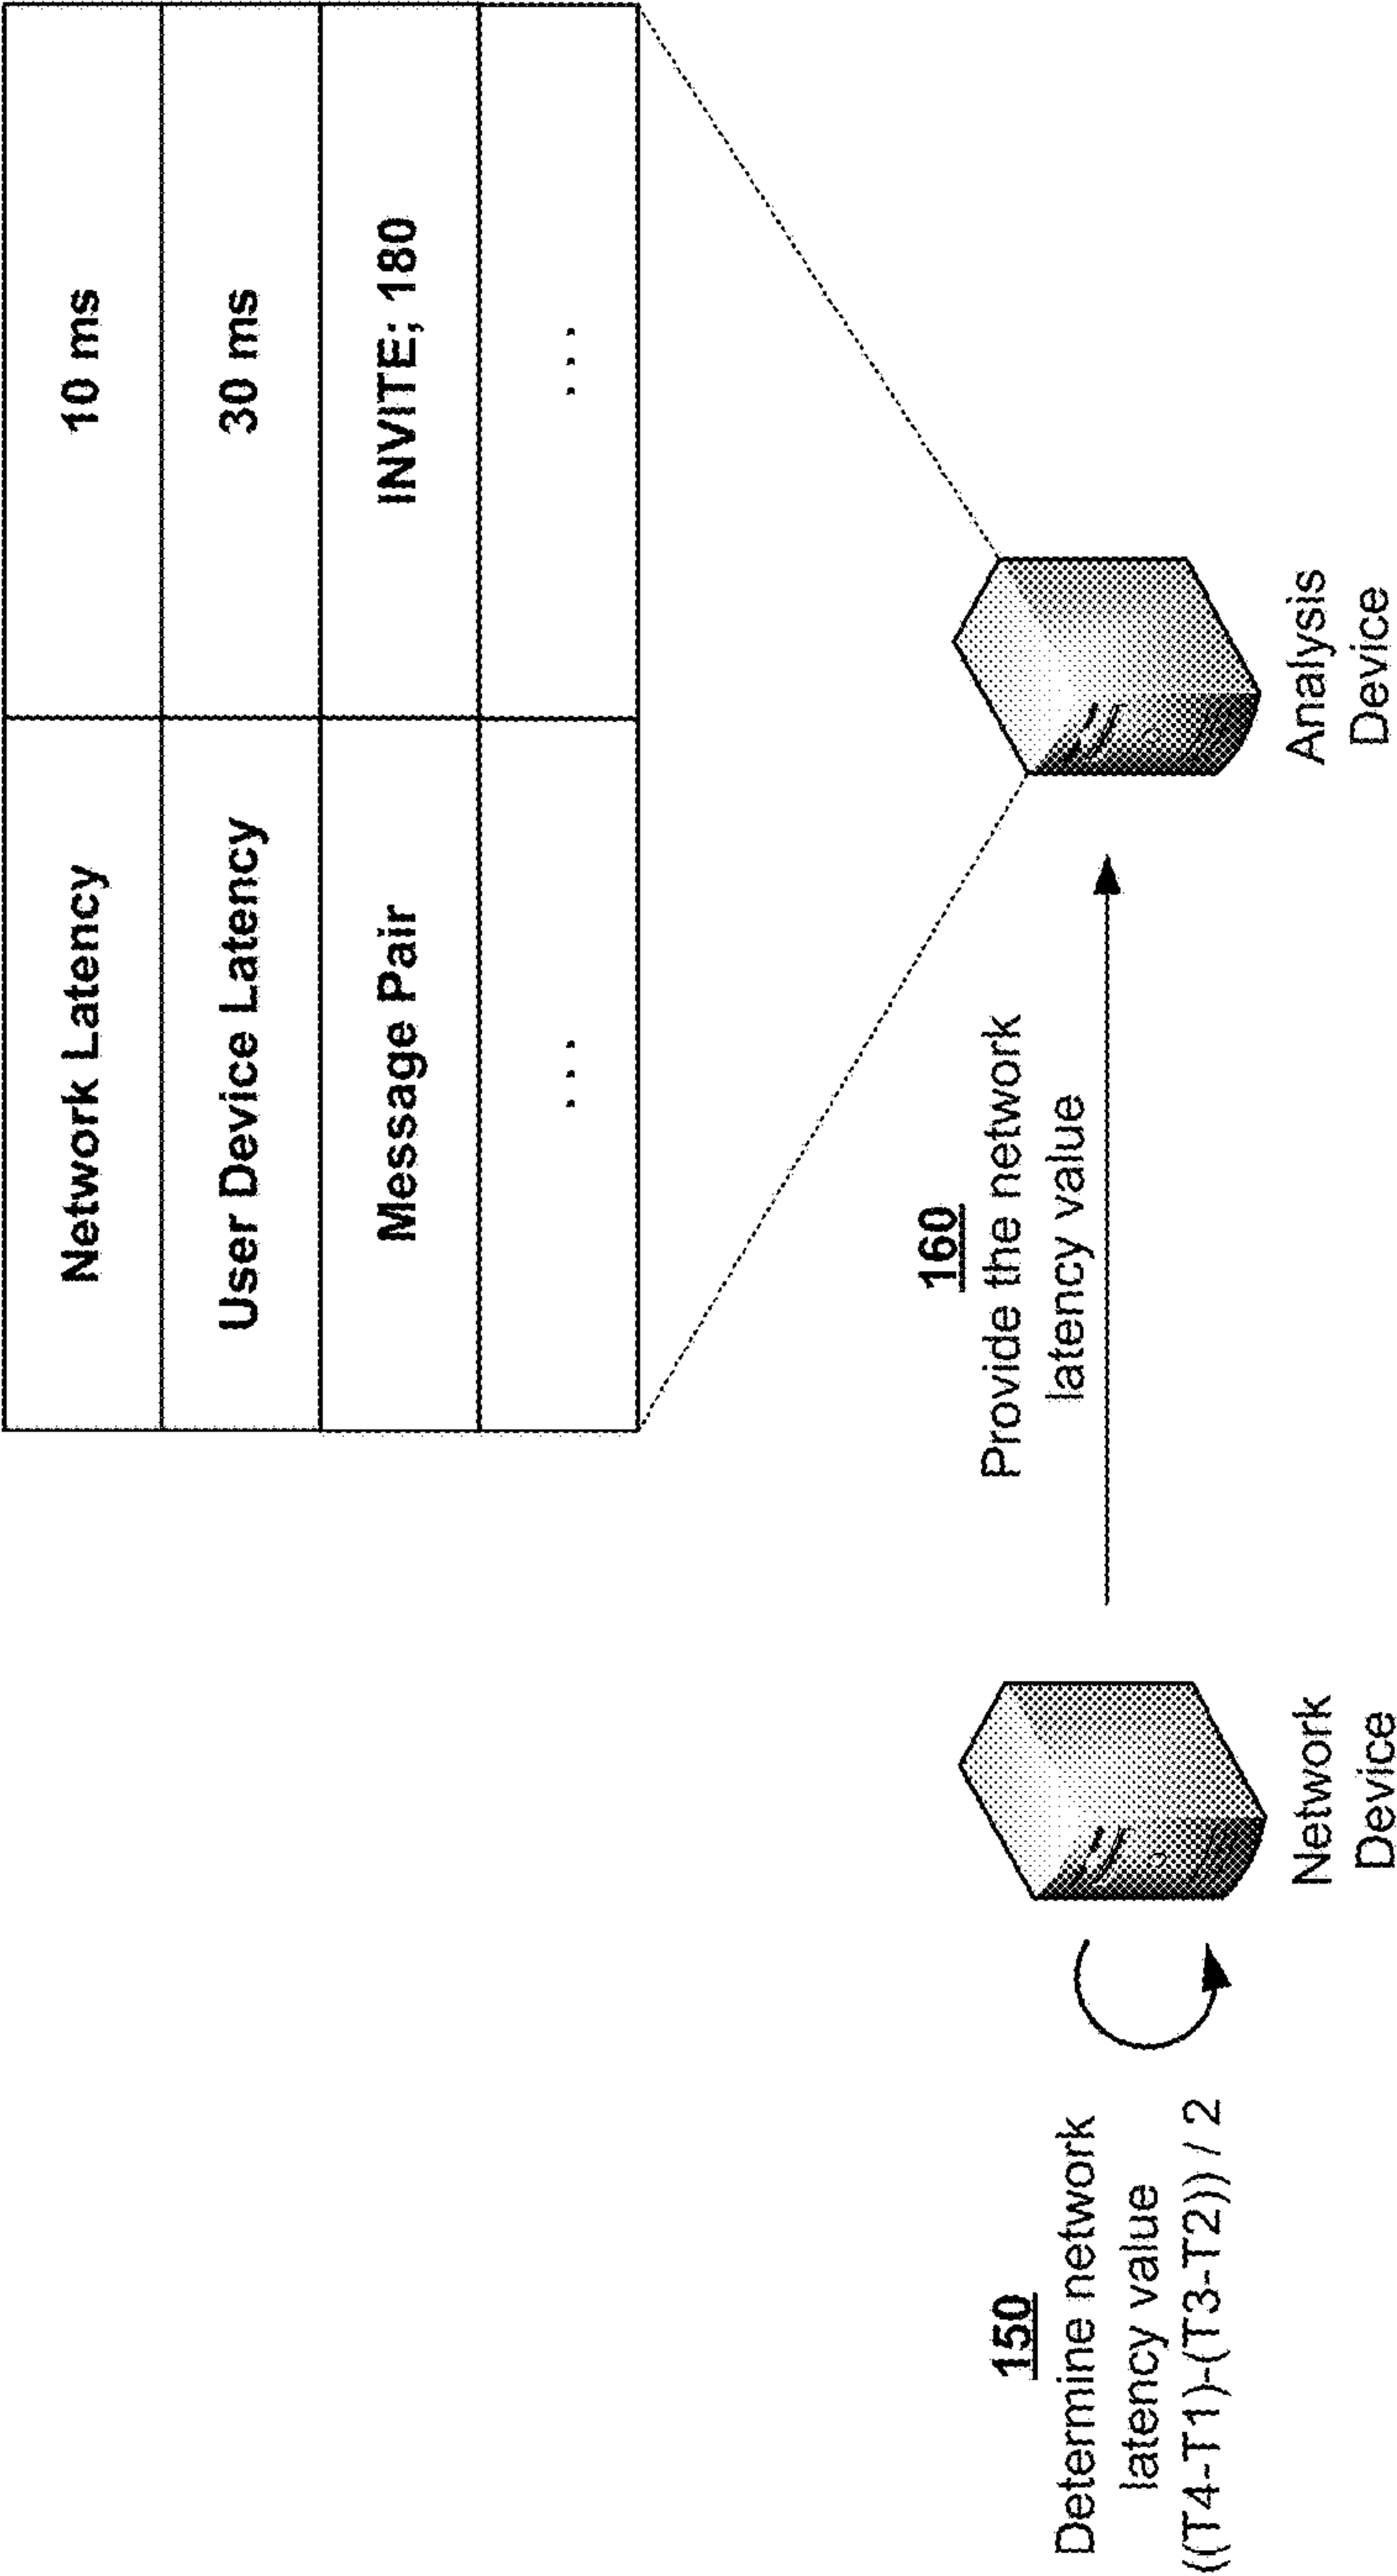 Network Latency 10 ms
User Device Latency 30 ms
Message Pair INVITE; 180
... ...
150
Determine network
latency value
((T4-T1)-(T3-T2)) / 2
Network
Device
160
Provide the network
latency value
Analysis
Device